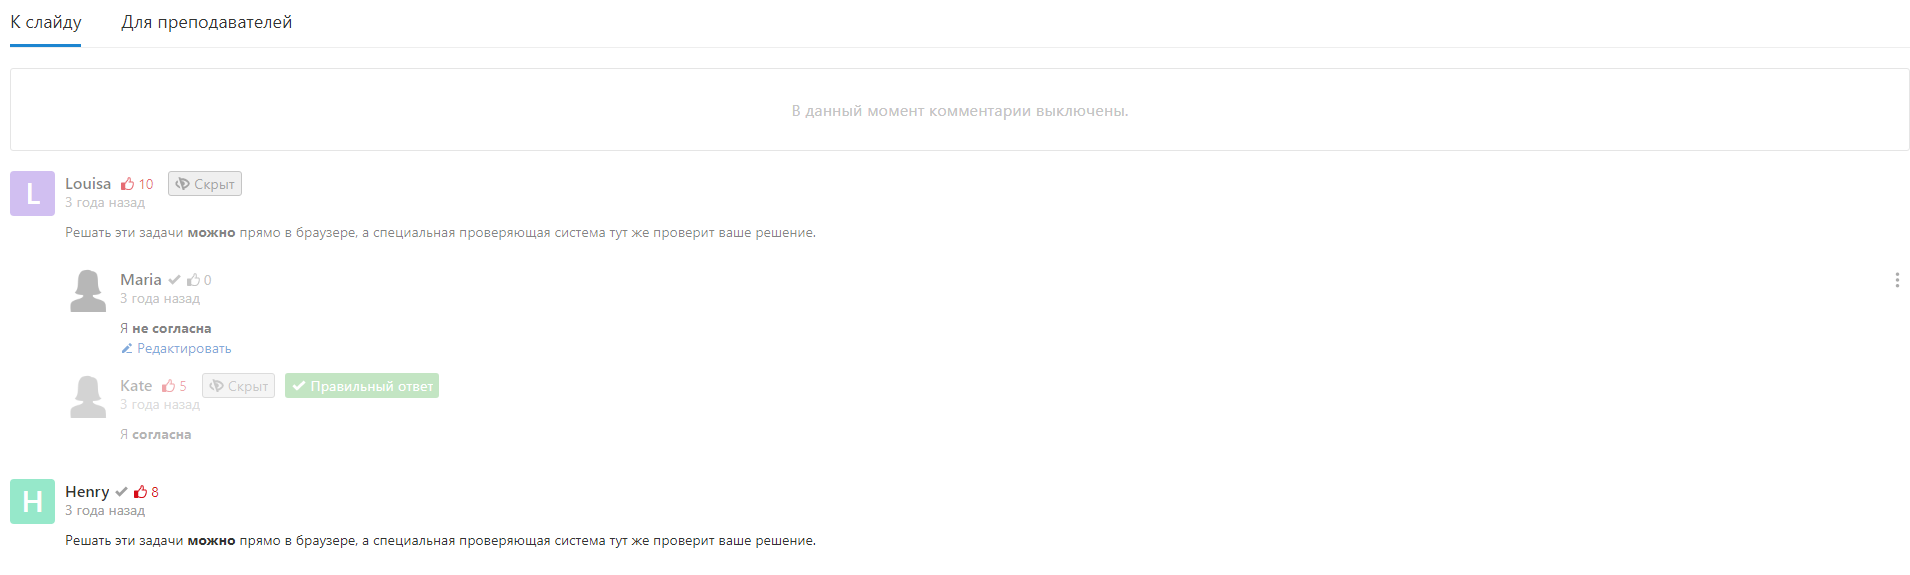 К слайду Для преподавателей
В данный момент комментарии выключены.
L
Louisa 10 Скрыт
3 года назад
Решать эти задачи можно прямо в браузере, а специальная проверяющая система тут же проверит ваше решение.
Maria 0
3 года назад
Я не согласна
Редактировать
Kate 5 Скрыт Правильный ответ
3 года назад
Я согласна
H
Henry 8
3 года назад
Решать эти задачи можно прямо в браузере, а специальная проверяющая система тут же проверит ваше решение.